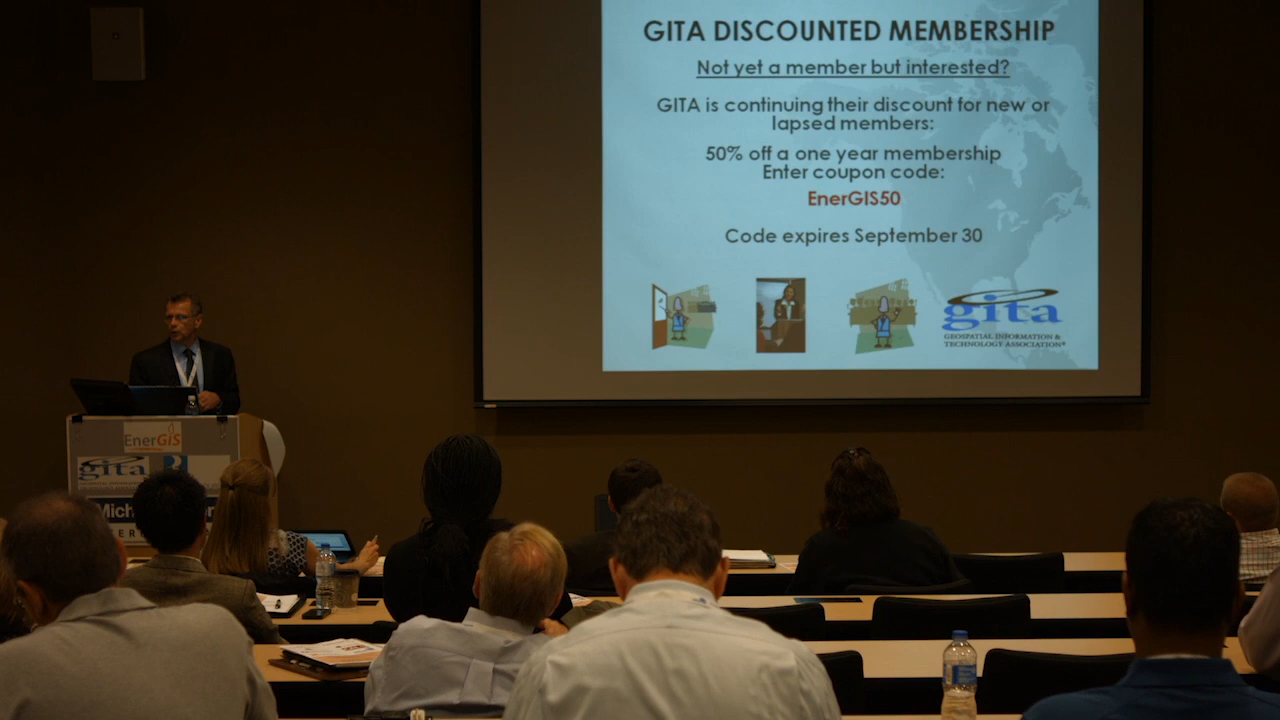 GITA DISCOUNTED MEMBERSHIP
Not yet a member but interested?
GITA is continuing their discount for new or
lapsed members:
50% off a one year membership
Enter coupon code:
EnerGIS50
Code expires September 30
gita
GEOSPATIAL INFORMATION &
TECHNOLOGY ASSOCIATION®
EnerGIS
gita